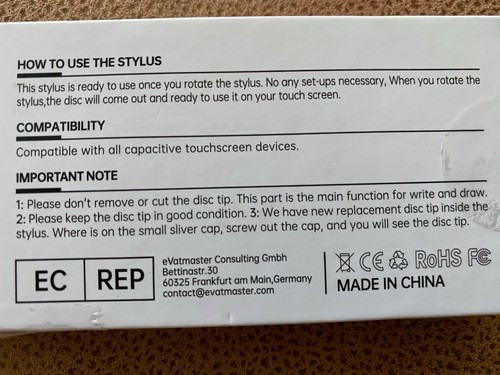 HOW TO USE THE STYLUS
This stylus is ready to use once you rotate the stylus. No any set-ups necessary, When you rotate the
stylus,the disc will come out and ready to use it on your touch screen.
COMPATIBILITY
Compatible with all capacitive touchscreen devices.
IMPORTANT NOTE
1: Please don't remove or cut the disc tip. This part is the main function for write and draw.
2: Please keep the disc tip in good condition. 3: We have new replacement disc tip inside the
stylus. Where is on the small sliver cap, screw out the cap, and you will see the disc tip.
EC REP
eVatmaster Consulting Gmbh
Bettinastr.30
60325 Frankfurt am Main,Germany
contact@evatmaster.com
CE RoHS FC
MADE IN CHINA